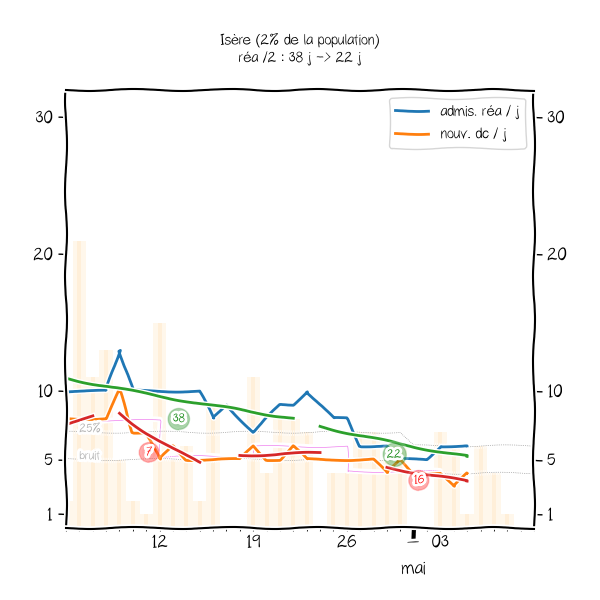 Isère (2% de la population)
réa /2 : 38 j -> 22 j
admis. réa / j
nouv. dc / j
30 30
20 20
10 10
38
25%
7
22
bruit
5 5
16
1 1
12 19 26 03
mai